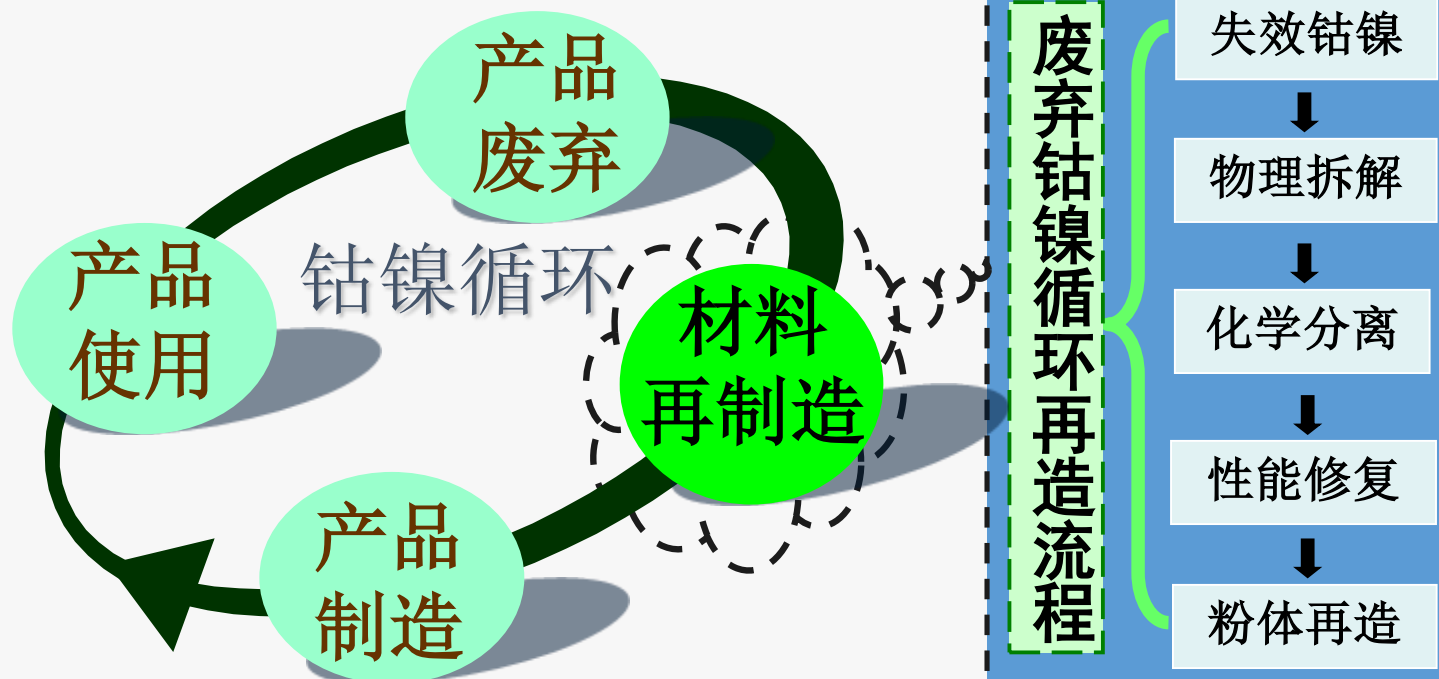 产品
废弃
产品
使用
钴镍循环
材料
再制造
产品
制造
废弃钴镍循环再造流程
失效钴镍
物理拆解
化学分离
性能修复
粉体再造